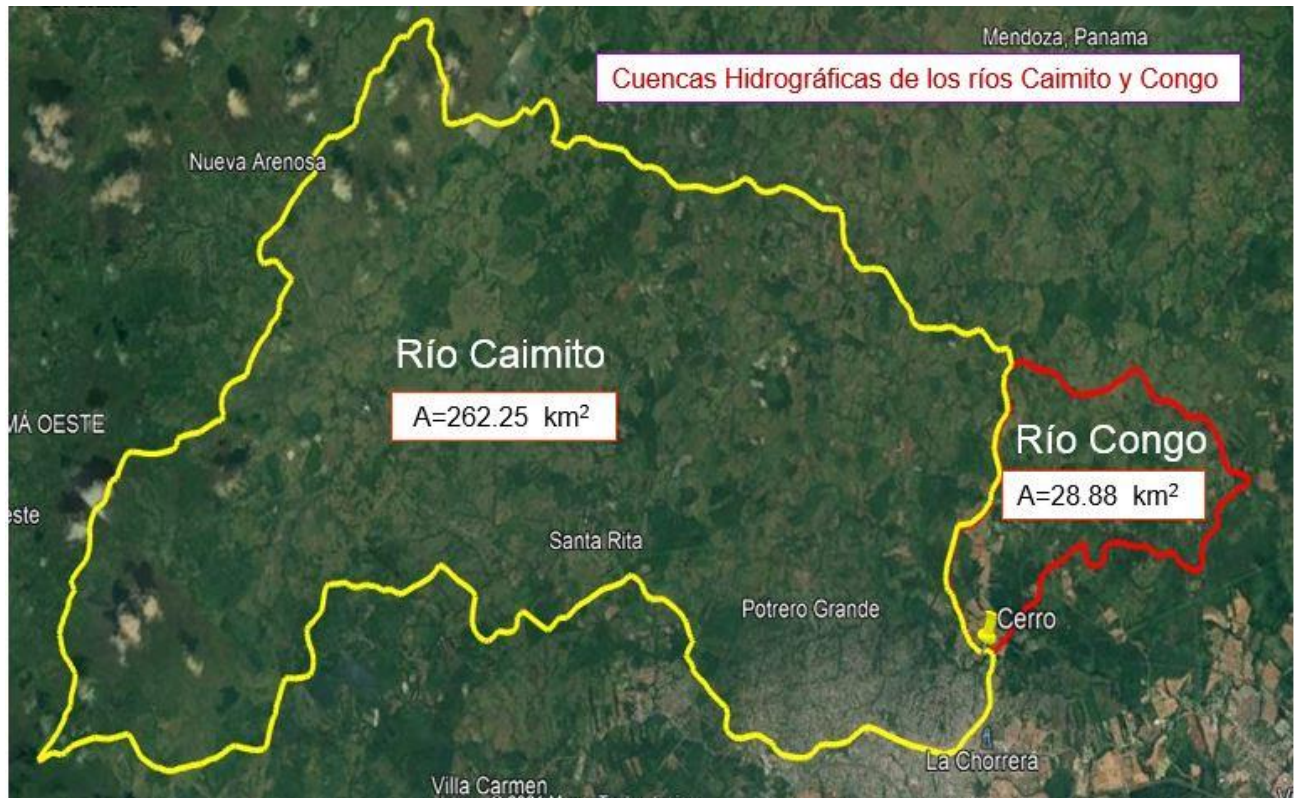 Mendoza, Panama
Cuencas Hidrográficas de los ríos Caimito y Congo
Nueva Arenosa
Río Caimito
A=262.25 km²
MÁ OESTE
Río Congo
A=28.88 km²
este
Santa Rita
Potrero Grande
Cerro
La Chorrera
Villa Carmen